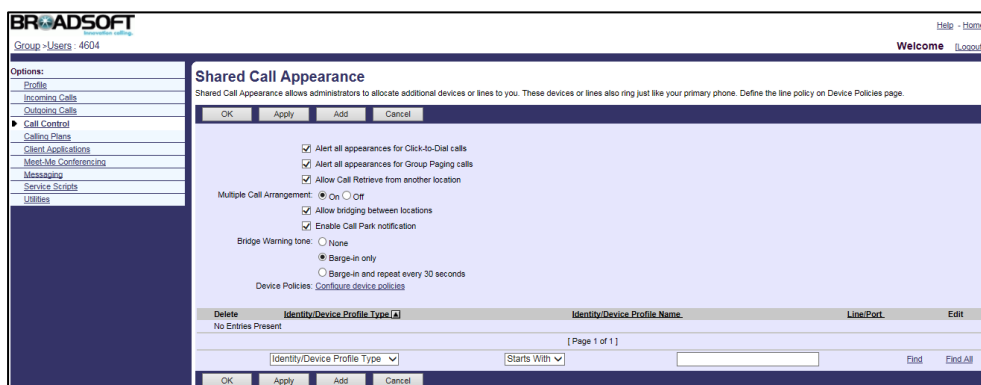 BROADSOFT
innovation calling.
Help - Home
Group >Users : 4604
Welcome [Logout
Options:
Profile
Incoming Calls
Outgoing Calls
Call Control
Calling Plans
Client Applications
Meet-Me Conferencing
Messaging
Service Scripts
Utilities
Shared Call Appearance
Shared Call Appearance allows administrators to allocate additional devices or lines to you. These devices or lines also ring just like your primary phone. Define the line policy on Device Policies page.
OK Apply Add Cancel
Alert all appearances for Click-to-Dial calls
Alert all appearances for Group Paging calls
Allow Call Retrieve from another location
Multiple Call Arrangement: On Off
Allow bridging between locations
Enable Call Park notification
Bridge Warning tone: None
Barge-in only
Barge-in and repeat every 30 seconds
Device Policies: Configure device policies
Delete Identity/Device Profile Type Identity/Device Profile Name Line/Port Edit
No Entries Present
[ Page 1 of 1 ]
Identity/Device Profile Type Starts With Find Find All
OK Apply Add Cancel